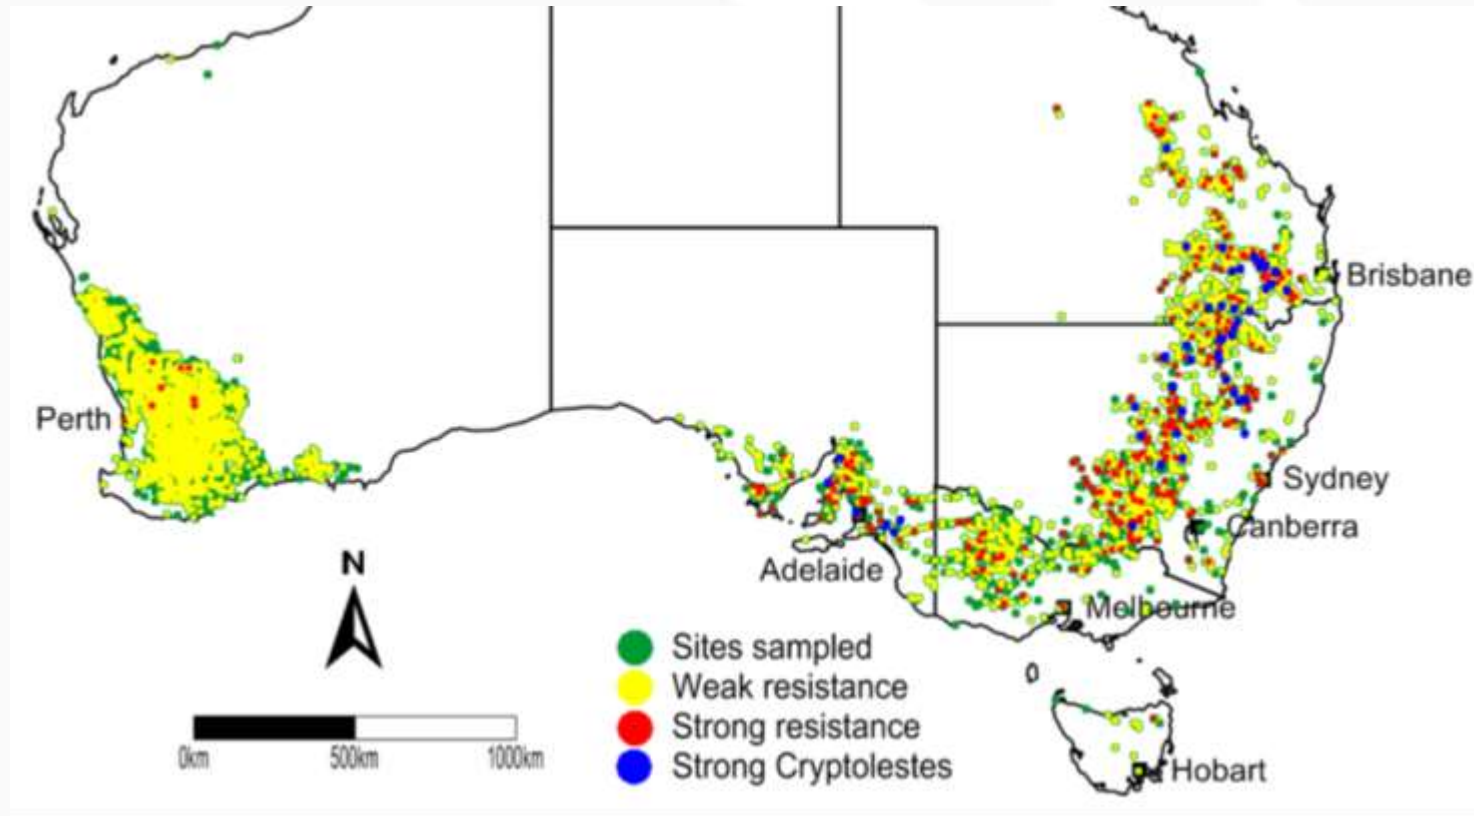 Brisbane
Perth
Sydney
Canberra
N
Adelaide
Melbourne
Sites sampled
Weak resistance
Strong resistance
Strong Cryptolestes
0km 500km 1000km
Hobart